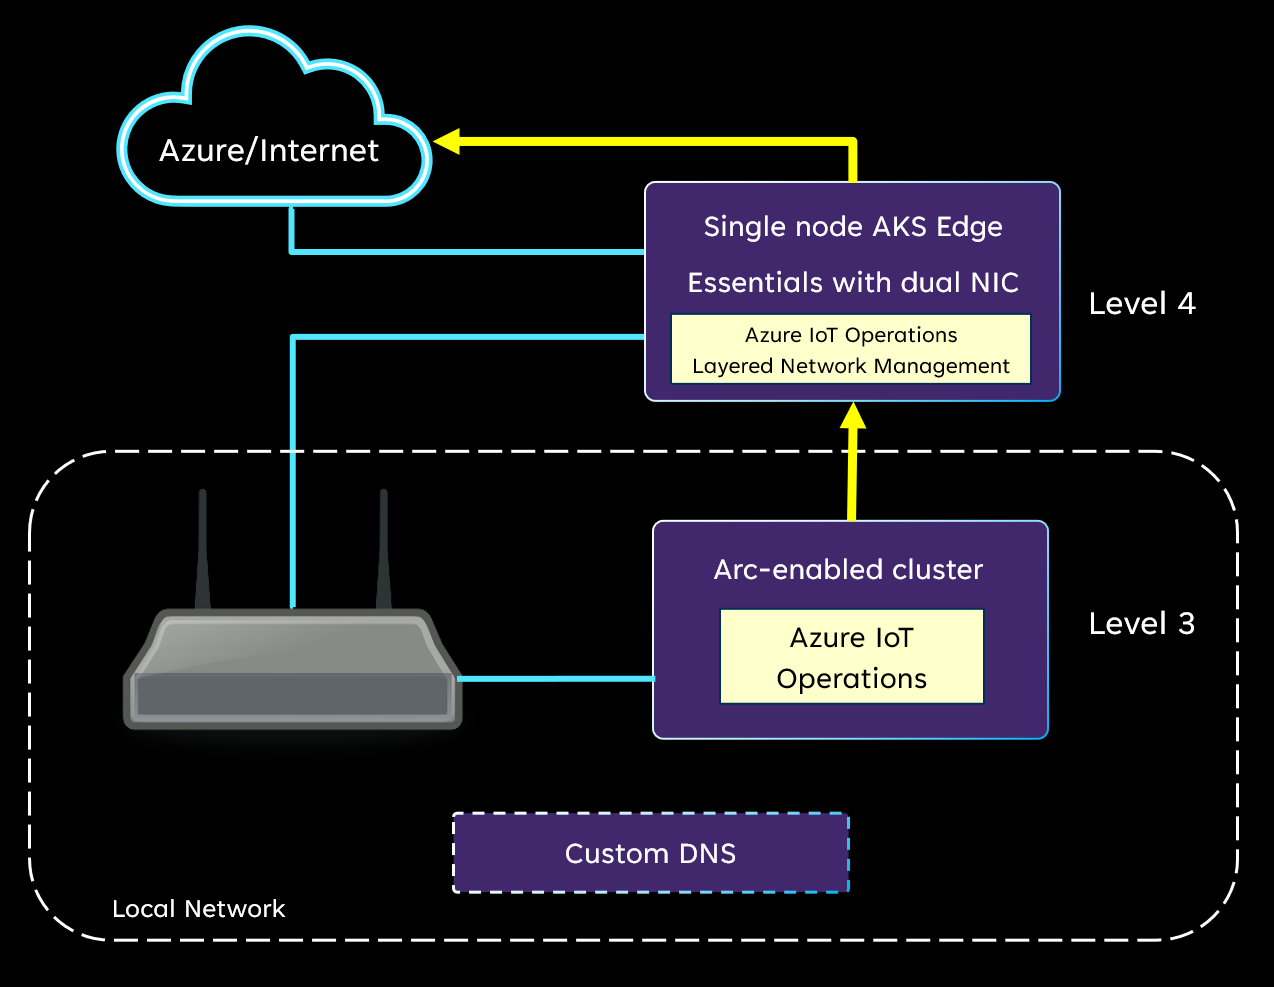 Azure/Internet
Single node AKS Edge
Essentials with dual NIC
Azure IoT Operations
Layered Network Management
Level 4
Arc-enabled cluster
Azure IoT
Operations
Level 3
Custom DNS
Local Network